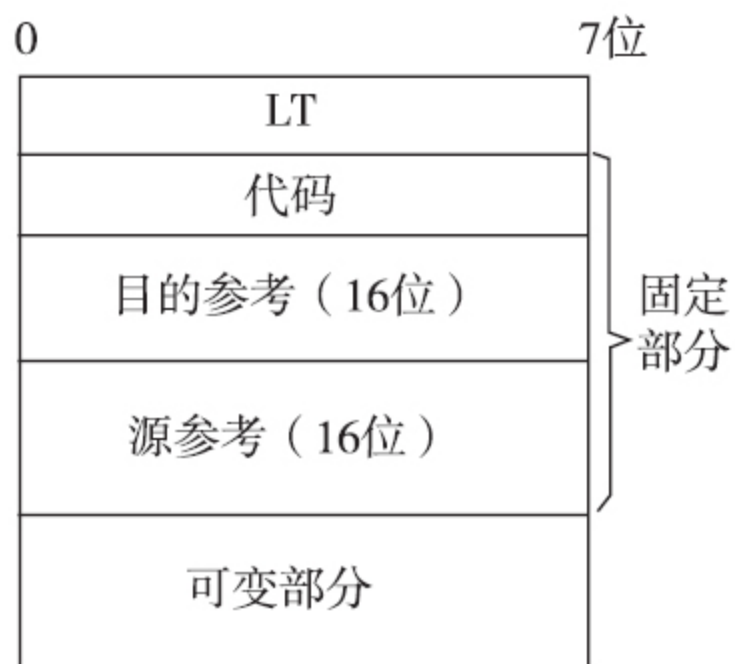 0 7位
LT
代码
目的参考（16位）
源参考（16位）
固定
部分
可变部分